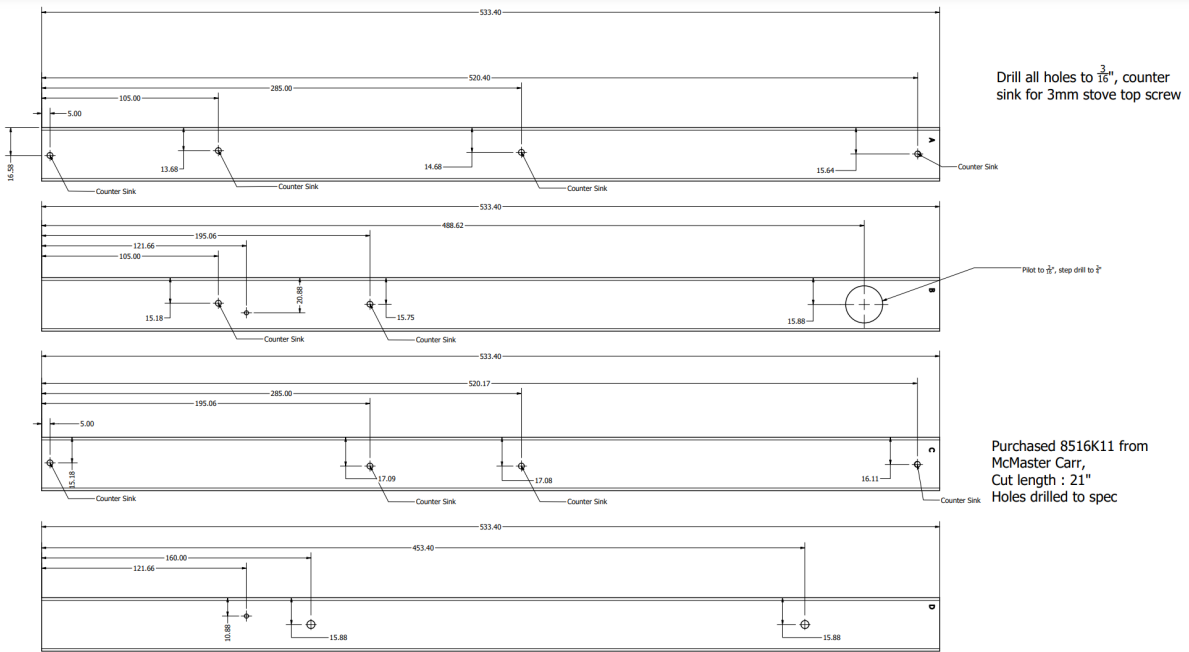 533.40
520.40
285.00
105.00
5.00
16.58
13.68
14.68
15.64
A
Counter Sink
Counter Sink
Counter Sink
Counter Sink
Drill all holes to 3/16", counter
sink for 3mm stove top screw
533.40
488.62
195.06
121.66
105.00
15.18
20.88
15.75
15.88
B
Counter Sink
Counter Sink
Pilot to 3/16", step drill to 3/4"
533.40
520.17
285.00
195.06
5.00
15.18
17.09
17.08
16.11
C
Counter Sink
Counter Sink
Counter Sink
Counter Sink
Purchased 8516K11 from
McMaster Carr,
Cut length : 21"
Holes drilled to spec
533.40
453.40
160.00
121.66
10.88
15.88
15.88
D